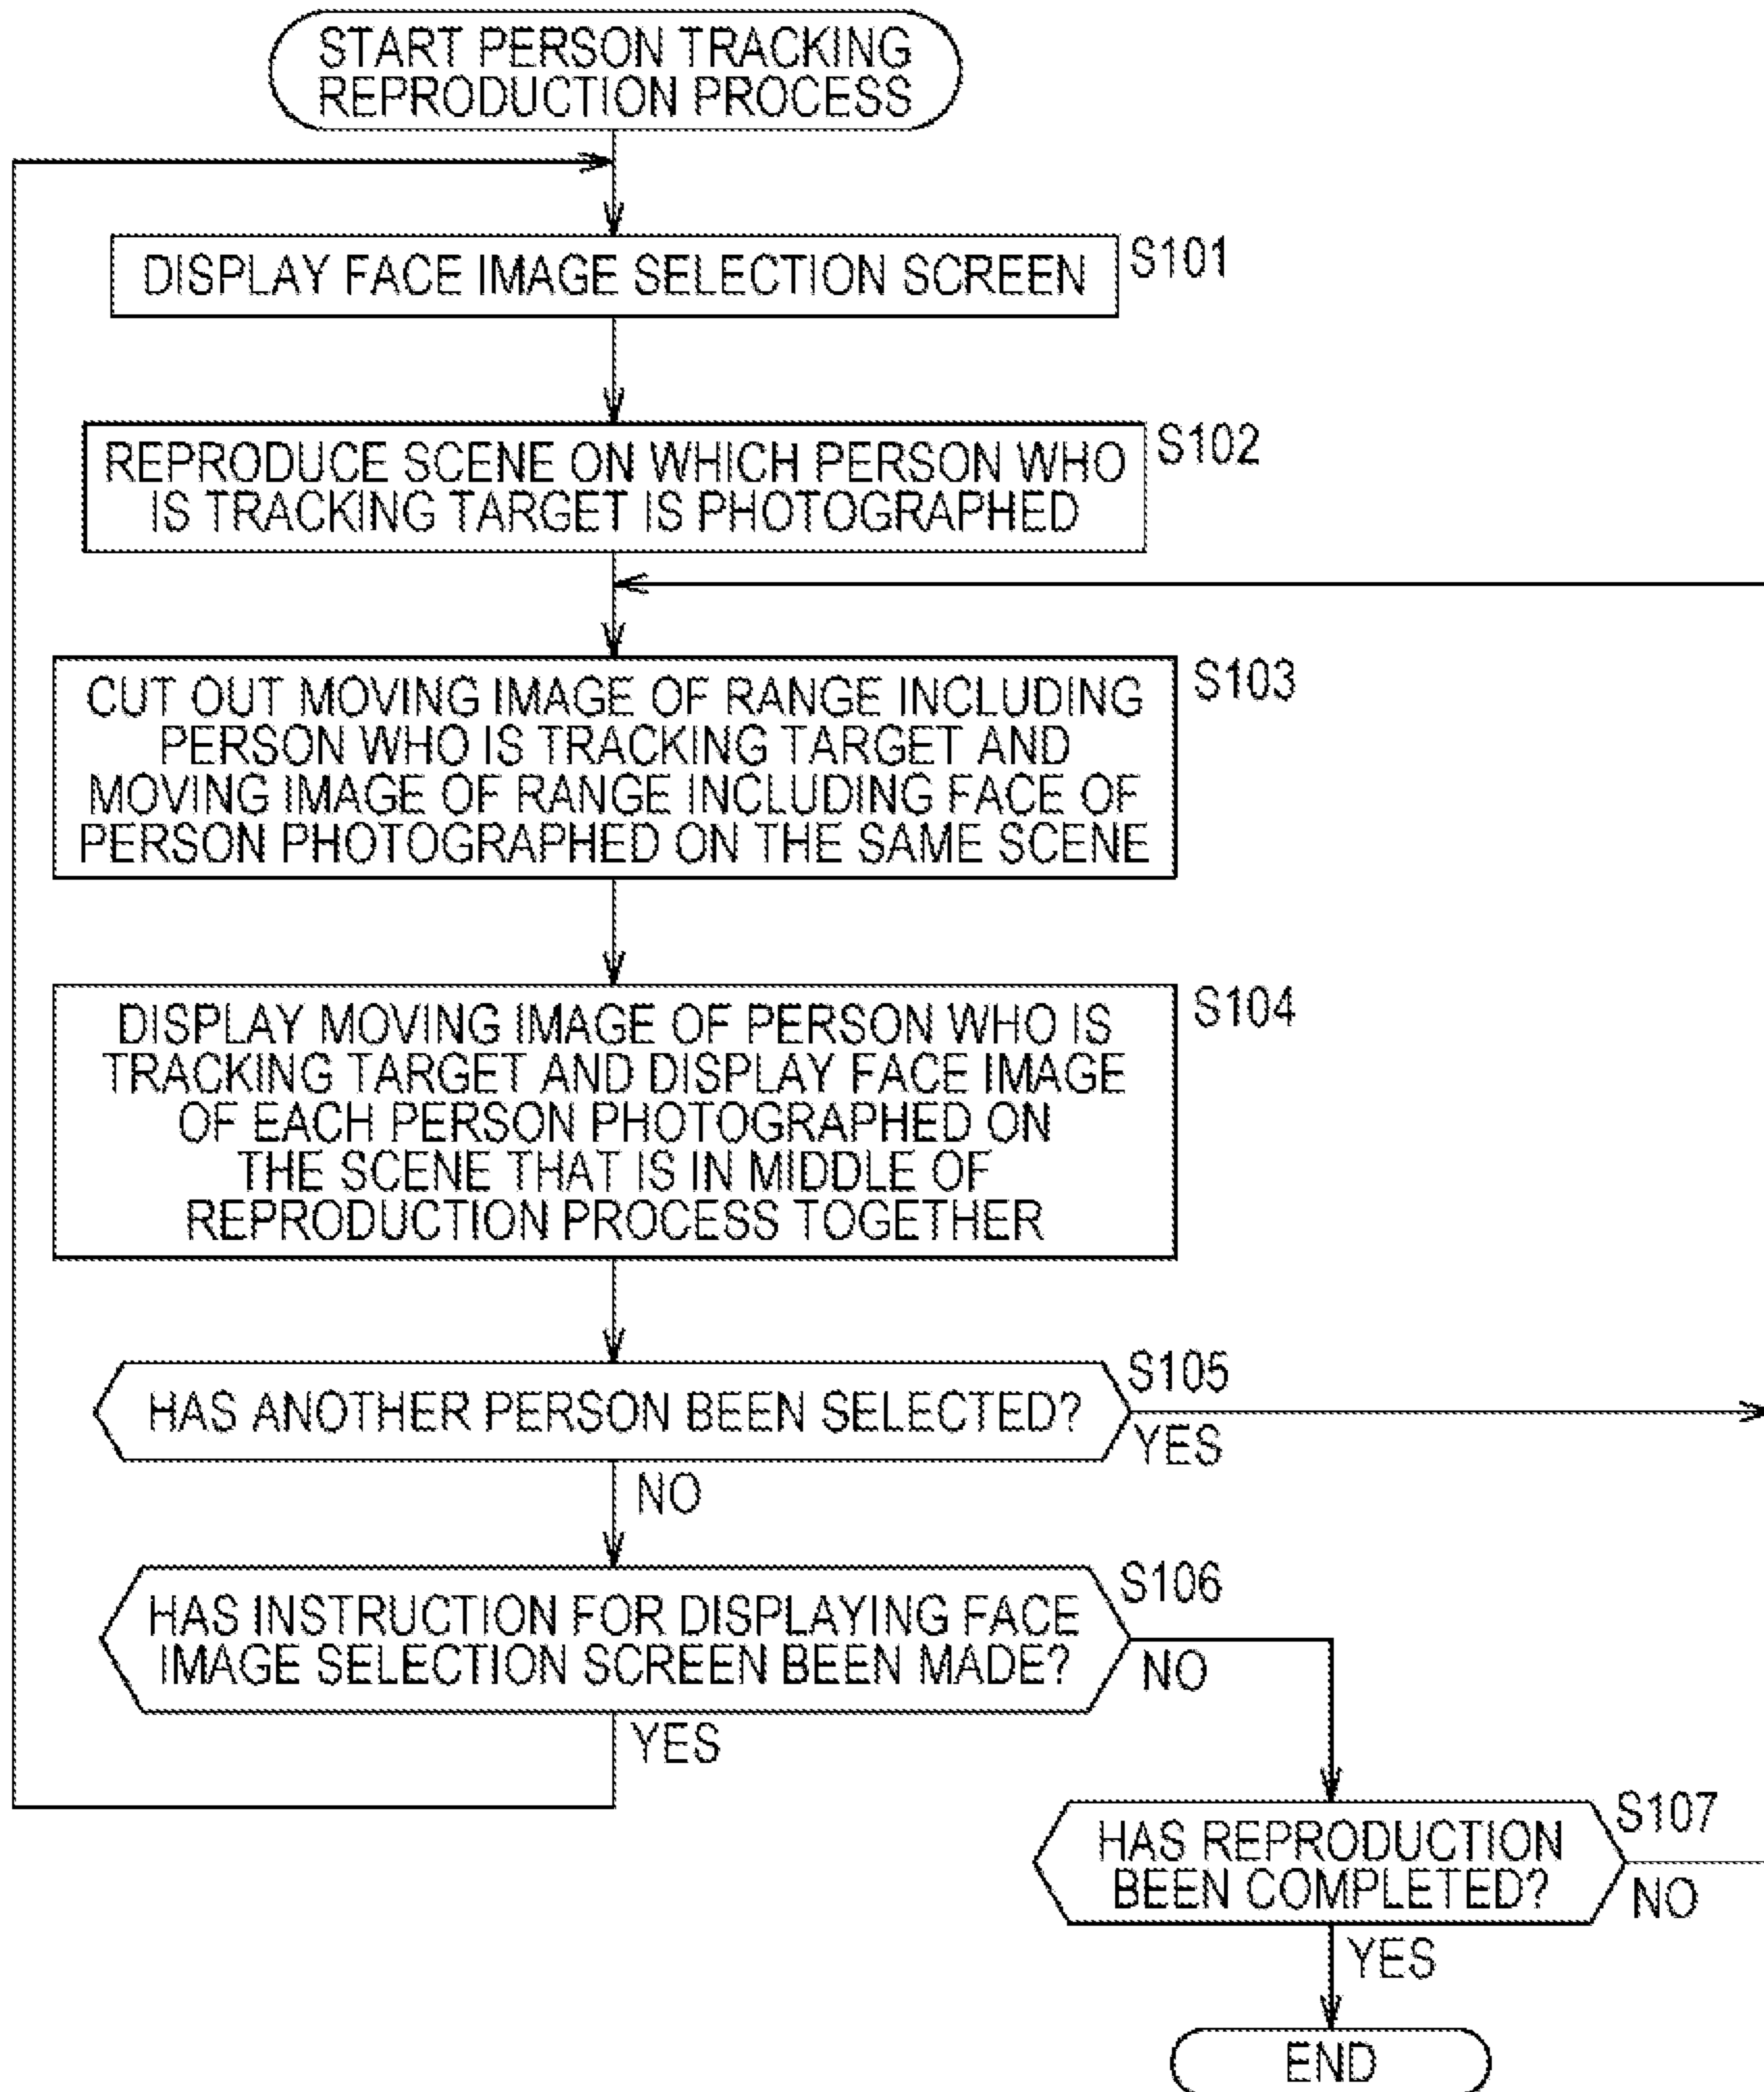 START PERSON TRACKING
REPRODUCTION PROCESS
DISPLAY FACE IMAGE SELECTION SCREEN
S101
REPRODUCE SCENE ON WHICH PERSON WHO
IS TRACKING TARGET IS PHOTOGRAPHED
S102
CUT OUT MOVING IMAGE OF RANGE INCLUDING
PERSON WHO IS TRACKING TARGET AND
MOVING IMAGE OF RANGE INCLUDING FACE OF
PERSON PHOTOGRAPHED ON THE SAME SCENE
S103
DISPLAY MOVING IMAGE OF PERSON WHO IS
TRACKING TARGET AND DISPLAY FACE IMAGE
OF EACH PERSON PHOTOGRAPHED ON
THE SCENE THAT IS IN MIDDLE OF
REPRODUCTION PROCESS TOGETHER
S104
HAS ANOTHER PERSON BEEN SELECTED?
S105
YES
NO
HAS INSTRUCTION FOR DISPLAYING FACE
IMAGE SELECTION SCREEN BEEN MADE?
S106
NO
YES
HAS REPRODUCTION
BEEN COMPLETED?
S107
NO
YES
END